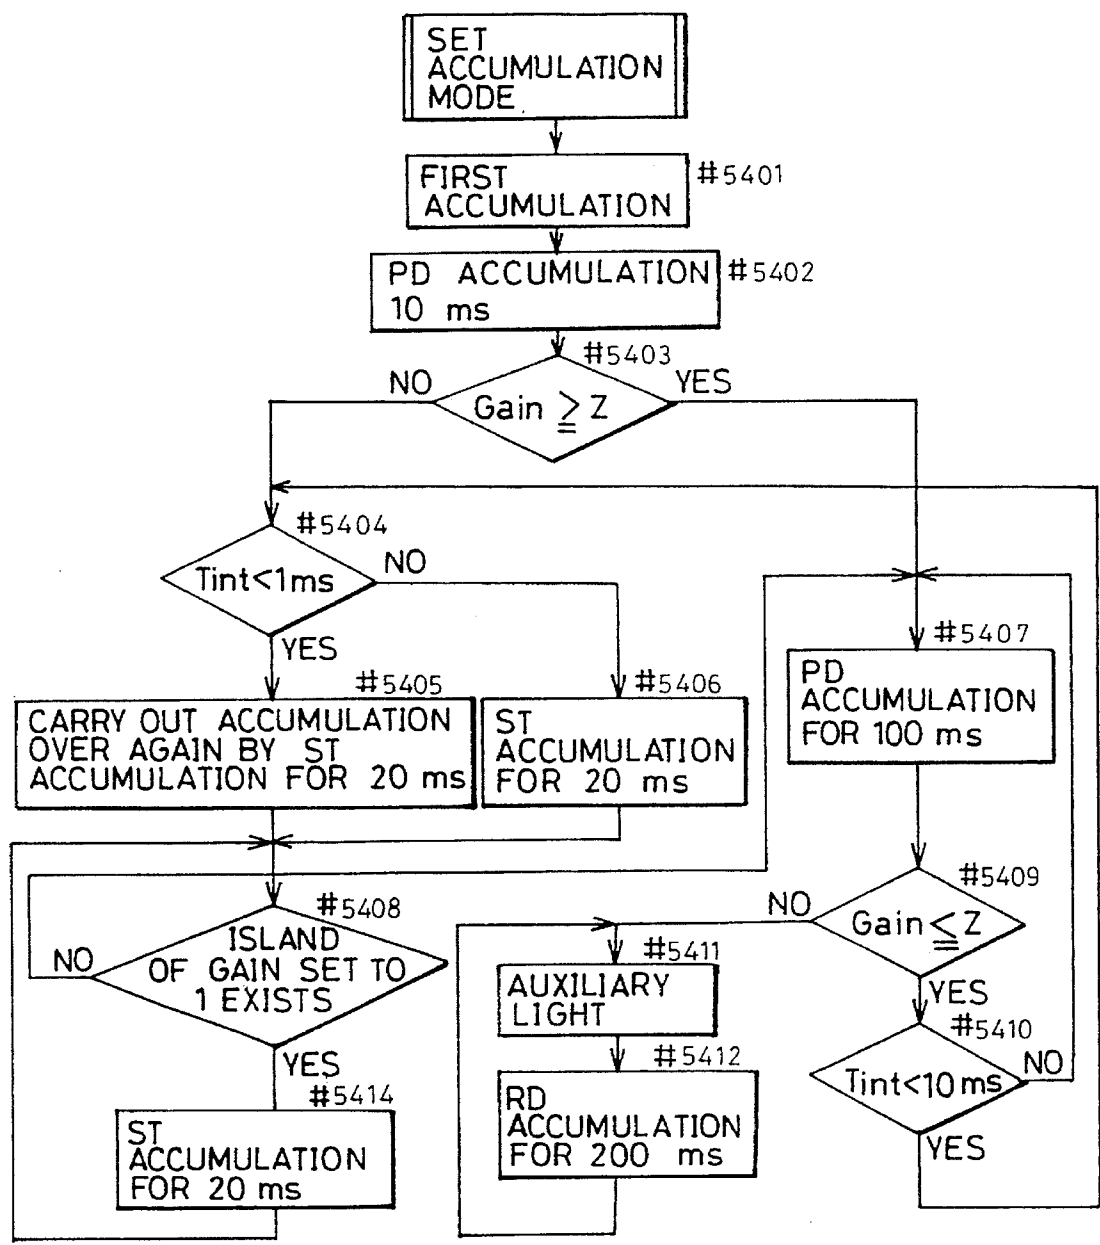 SET
ACCUMULATION
MODE
FIRST
ACCUMULATION
#5401
PD ACCUMULATION
10 ms
#5402
#5403
Gain ≧ Z
NO
YES
#5404
Tint<1ms
NO
YES
#5405
CARRY OUT ACCUMULATION
OVER AGAIN BY ST
ACCUMULATION FOR 20 ms
#5406
ST
ACCUMULATION
FOR 20 ms
#5407
PD
ACCUMULATION
FOR 100 ms
#5408
ISLAND
OF GAIN SET TO
1 EXISTS
NO
YES
#5409
Gain ≦ Z
NO
YES
#5410
Tint<10ms
NO
YES
#5411
AUXILIARY
LIGHT
#5412
RD
ACCUMULATION
FOR 200 ms
#5414
ST
ACCUMULATION
FOR 20 ms